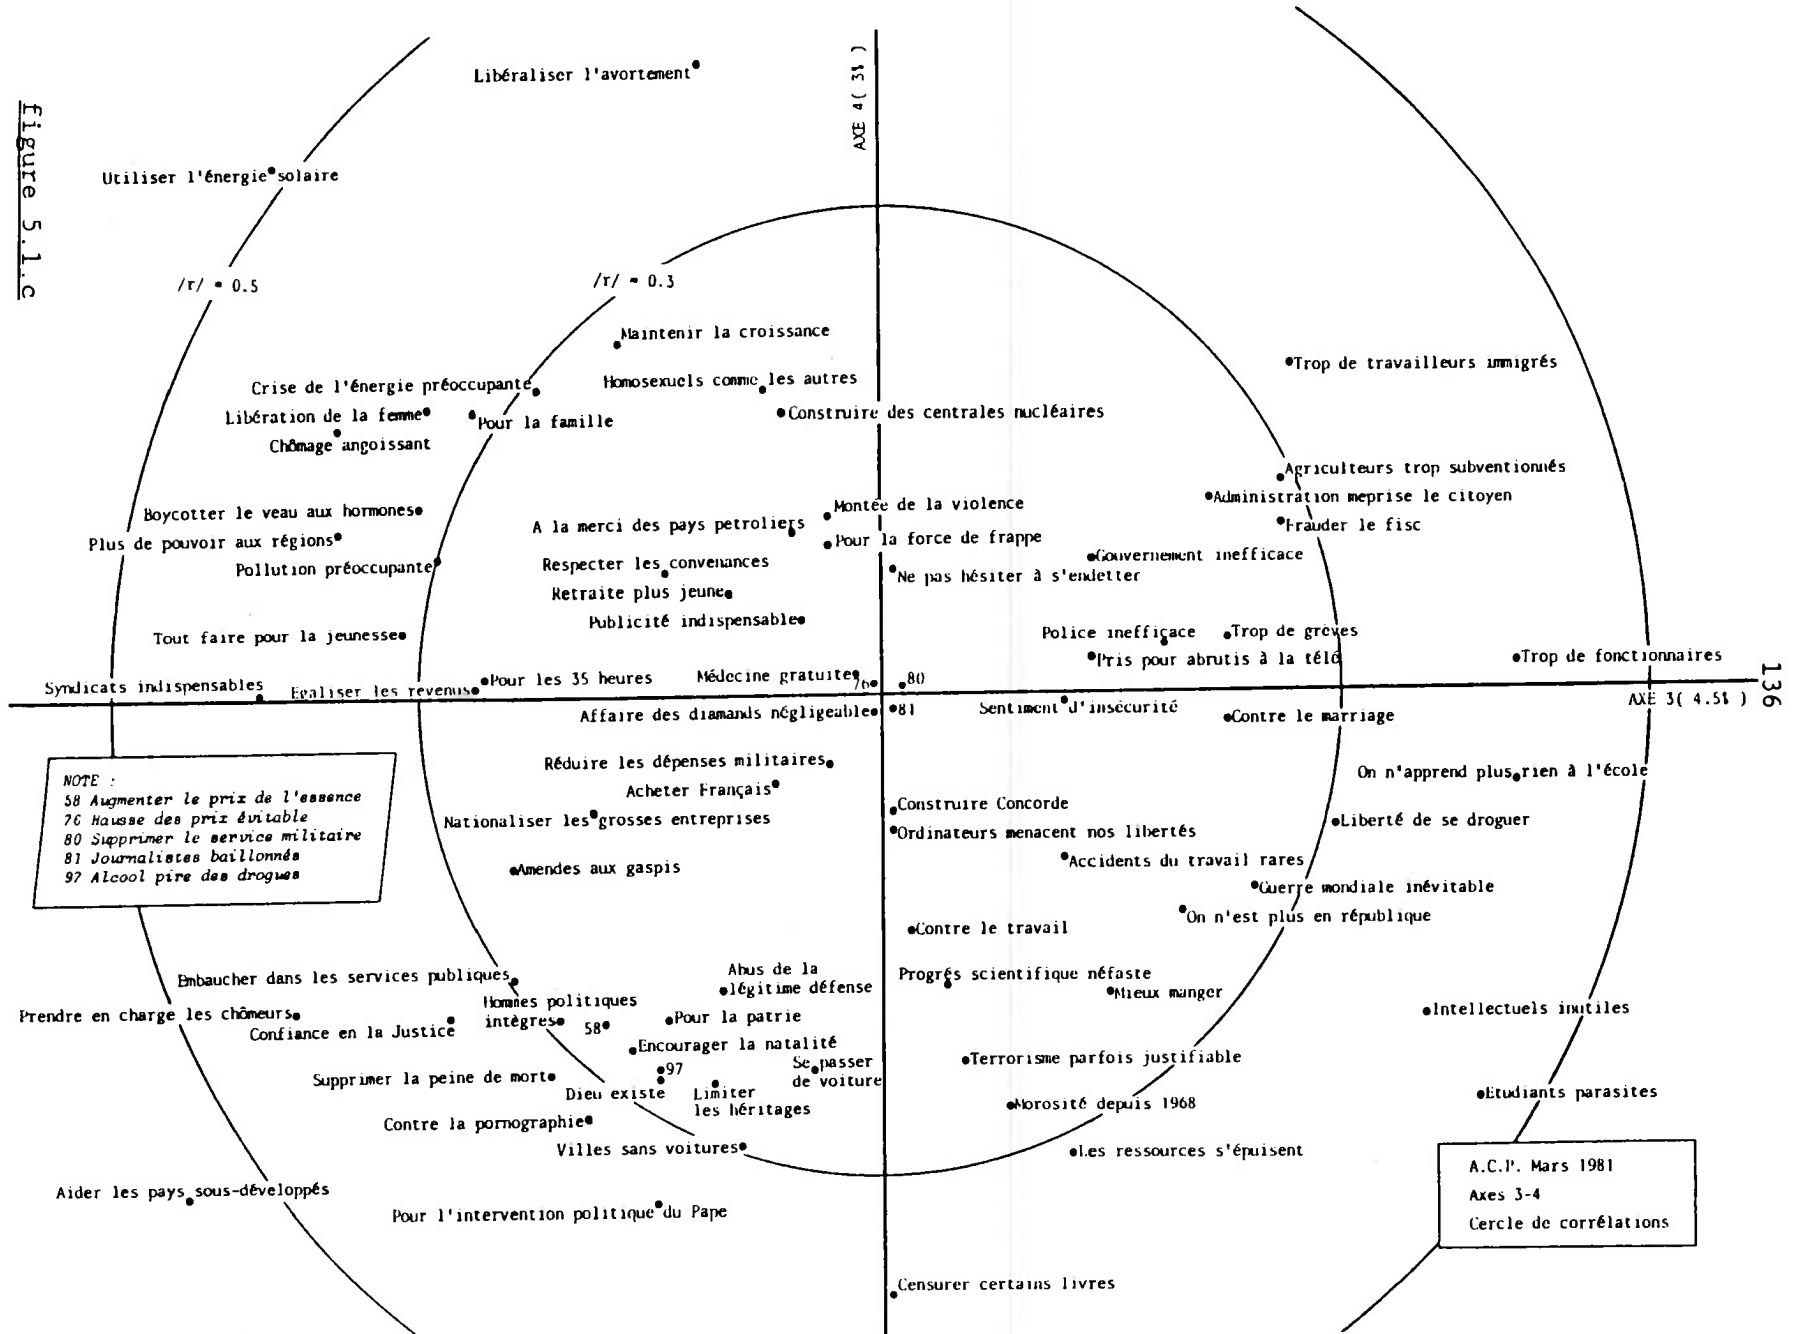 figure 5.1.c
136
AXE 4( 3% )
Libéraliser l'avortement
Utiliser l'énergie solaire
/r/ = 0.5
/r/ = 0.3
Maintenir la croissance
Trop de travailleurs immigrés
Crise de l'énergie préoccupante
Homosexuels comme les autres
Libération de la femme
Pour la famille
Construire des centrales nucléaires
Chômage angoissant
Agriculteurs trop subventionnés
Administration meprise le citoyen
Boycotter le veau aux hormones
Montée de la violence
A la merci des pays petroliers
Frauder le fisc
Plus de pouvoir aux régions
Pour la force de frappe
Gouvernement inefficace
Pollution préoccupante
Respecter les convenances
Ne pas hésiter à s'endetter
Retraite plus jeune
Publicité indispensable
Tout faire pour la jeunesse
Police inefficace
Trop de grèves
Pris pour abrutis à la télé
Trop de fonctionnaires
Syndicats indispensables
Egaliser les revenus
Pour les 35 heures
Médecine gratuite
76
80
AXE 3( 4.5% )
Affaire des diamands négligeable
81
Sentiment d'insécurité
Contre le marriage
NOTE :
58 Augmenter le prix de l'essence
76 Hausse des prix évitable
80 Supprimer le service militaire
81 Journalistes baillonnés
97 Alcool pire des drogues
Réduire les dépenses militaires
On n'apprend plus rien à l'école
Acheter Français
Construire Concorde
Nationaliser les grosses entreprises
Ordinateurs menacent nos libertés
Liberté de se droguer
Amendes aux gaspis
Accidents du travail rares
Guerre mondiale inévitable
On n'est plus en république
Contre le travail
Embaucher dans les services publiques
Abus de la
légitime défense
Progrés scientifique néfaste
Mieux manger
Prendre en charge les chômeurs
Confiance en la Justice
Hommes politiques
intègres
58
Pour la patrie
Intellectuels inutiles
Encourager la natalité
Supprimer la peine de mort
97
Dieu existe
Limiter
les héritages
Se passer
de voiture
Terrorisme parfois justifiable
Etudiants parasites
Contre la pornographie
Morosité depuis 1968
Villes sans voitures
Les ressources s'épuisent
Aider les pays sous-développés
Pour l'intervention politique du Pape
A.C.P. Mars 1981
Axes 3-4
Cercle de corrélations
Censurer certains livres